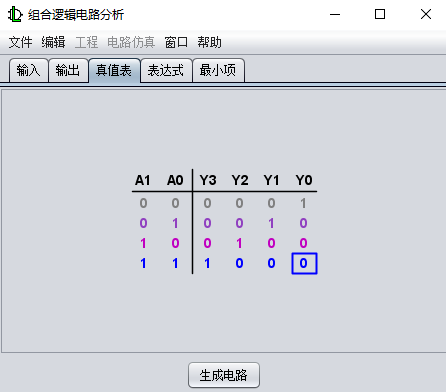 组合逻辑电路分析
文件 编辑 工程 电路仿真 窗口 帮助
输入 输出 真值表 表达式 最小项
A1 A0 Y3 Y2 Y1 Y0
0 0 0 0 0 1
0 1 0 0 1 0
1 0 0 1 0 0
1 1 1 0 0 0
生成电路